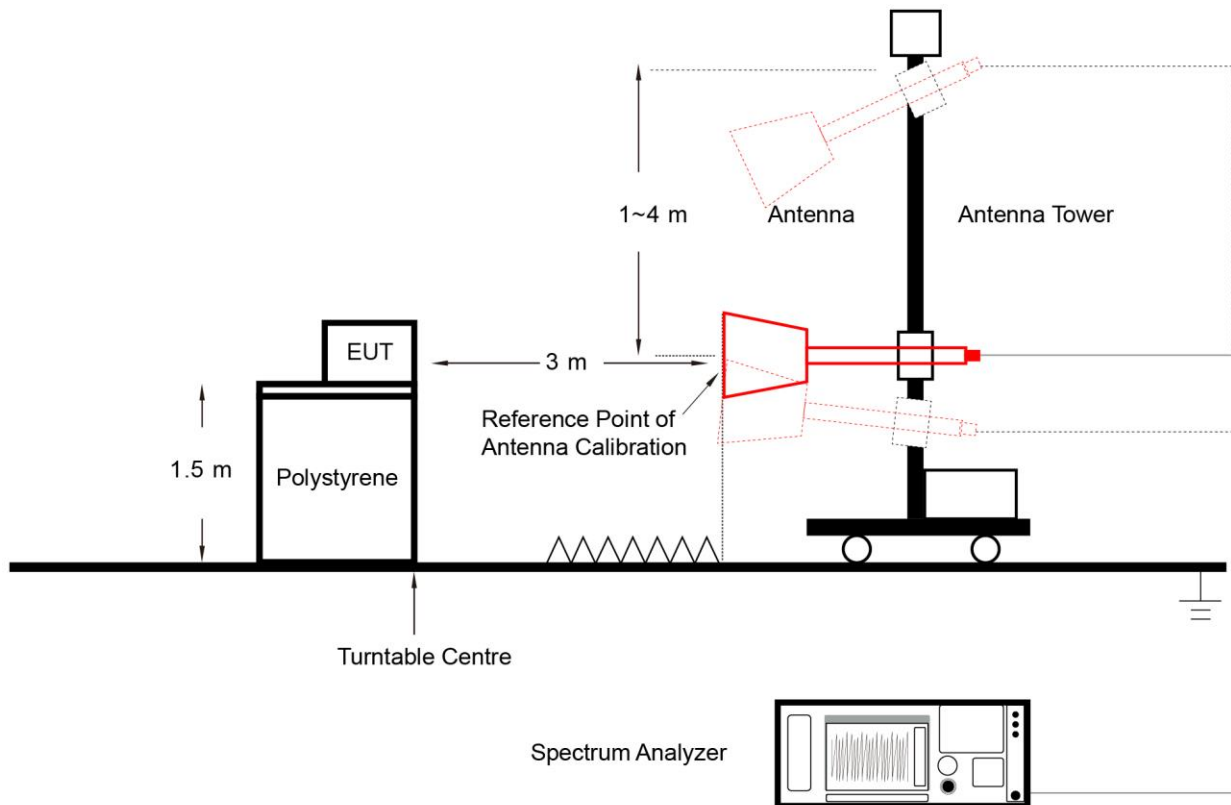 Antenna
Antenna Tower
1~4 m
EUT
3 m
Reference Point of
Antenna Calibration
1.5 m
Polystyrene
Turntable Centre
Spectrum Analyzer